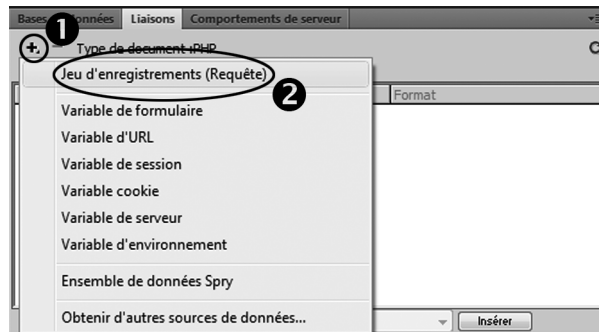 Bases Données Liaisons Comportements de serveur
1
+ - Type de document :PHP
Jeu d'enregistrements (Requête)
2
Format
Variable de formulaire
Variable d'URL
Variable de session
Variable cookie
Variable de serveur
Variable d'environnement
Ensemble de données Spry
Obtenir d'autres sources de données...
Insérer